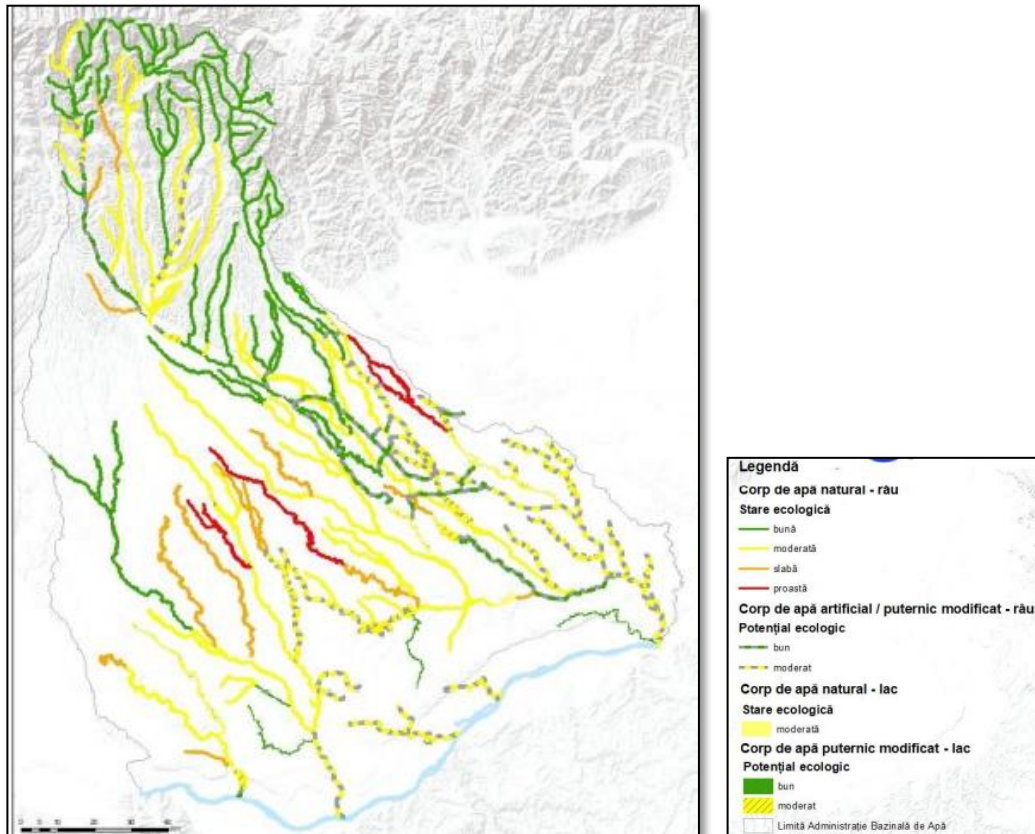 Legendă
Corp de apă natural - râu
Stare ecologică
bună
moderată
slabă
proastă
Corp de apă artificial / puternic modificat - râu
Potențial ecologic
bun
moderat
Corp de apă natural - lac
Stare ecologică
moderată
Corp de apă puternic modificat - lac
Potențial ecologic
bun
moderat
Limită Administrație Bazinală de Apă